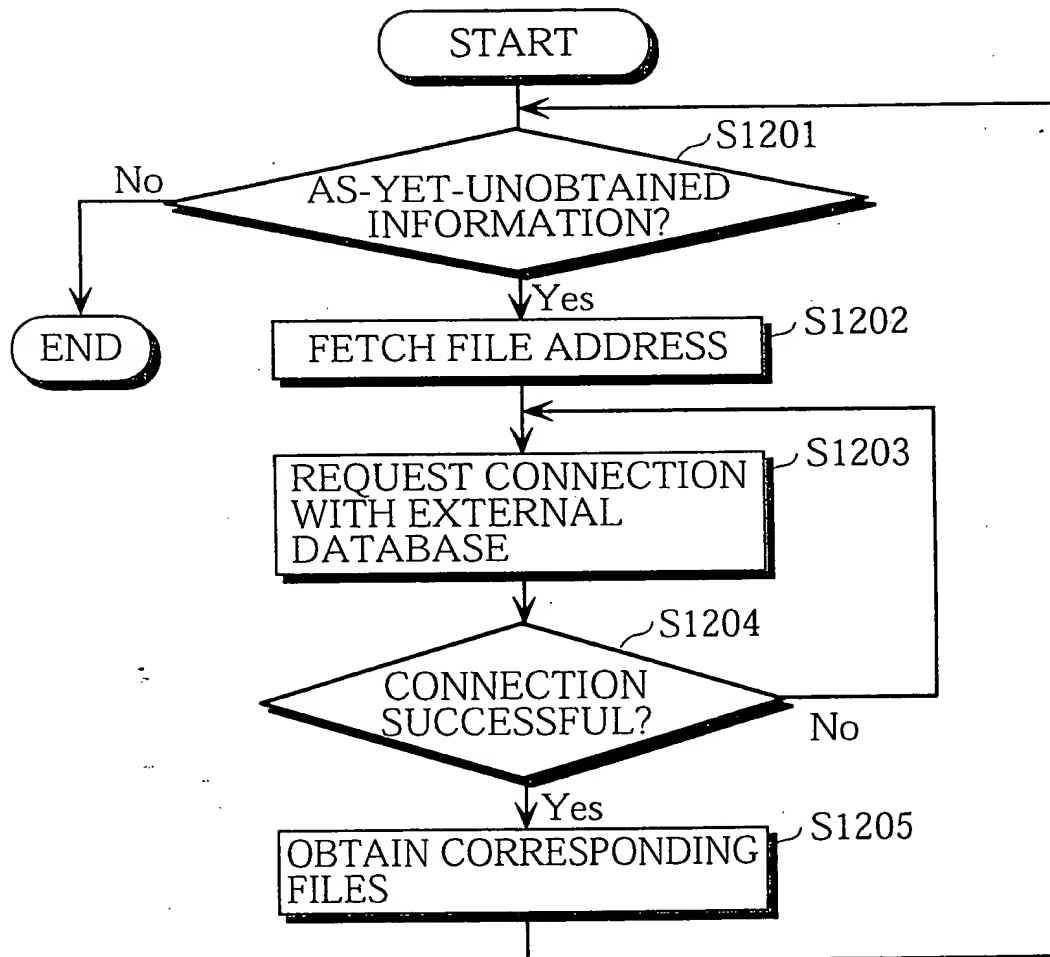 START
S1201
No
AS-YET-UNOBTAINED
INFORMATION?
Yes
END
S1202
FETCH FILE ADDRESS
S1203
REQUEST CONNECTION
WITH EXTERNAL
DATABASE
S1204
CONNECTION
SUCCESSFUL?
No
Yes
S1205
OBTAIN CORRESPONDING
FILES